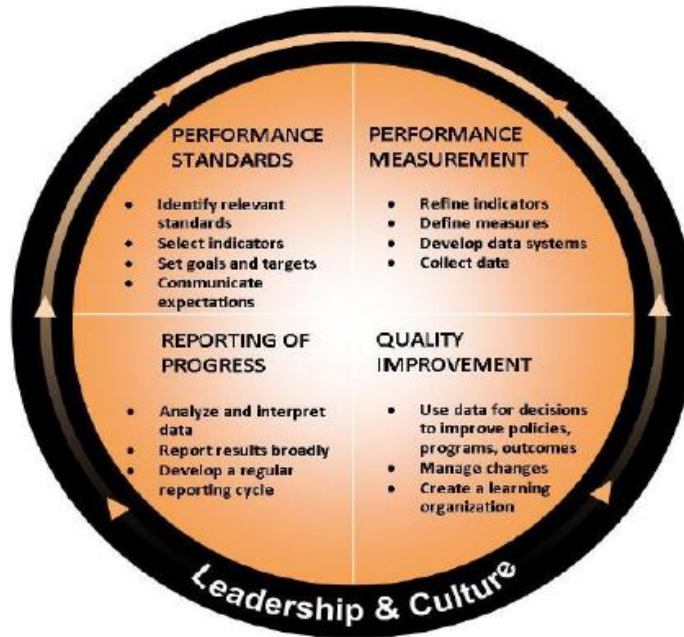 PERFORMANCE
STANDARDS
• Identify relevant
standards
• Select indicators
• Set goals and targets
• Communicate
expectations
PERFORMANCE
MEASUREMENT
• Refine indicators
• Define measures
• Develop data systems
• Collect data
REPORTING OF
PROGRESS
• Analyze and interpret
data
• Report results broadly
• Develop a regular
reporting cycle
QUALITY
IMPROVEMENT
• Use data for decisions
to improve policies,
programs, outcomes
• Manage changes
• Create a learning
organization
Leadership & Culture